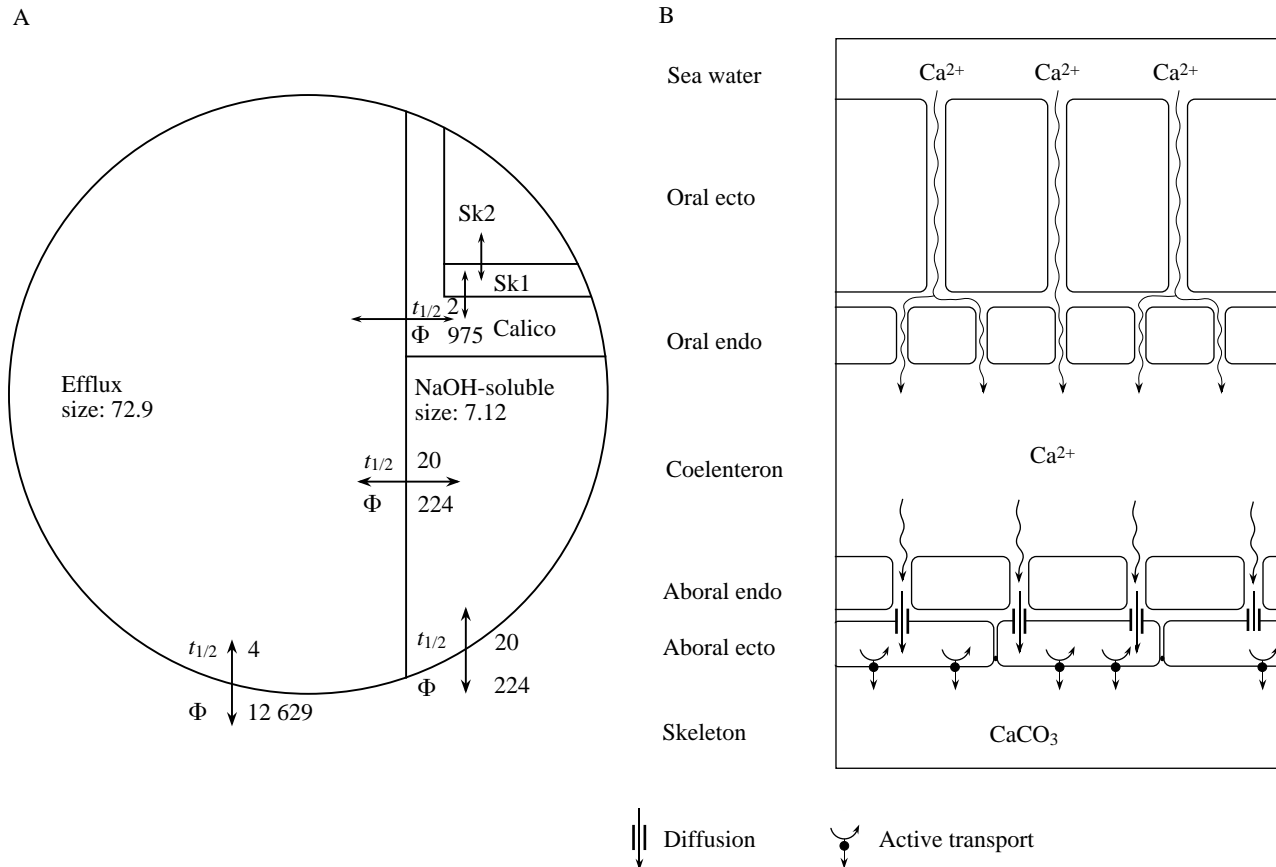 A
Sk2
Sk1
t1/2 2
Φ 975
Calico
Efflux
size: 72.9
NaOH-soluble
size: 7.12
t1/2 20
Φ 224
t1/2 4
Φ 12 629
t1/2 20
Φ 224
B
Sea water
Ca2+ Ca2+ Ca2+
Oral ecto
Oral endo
Coelenteron
Ca2+
Aboral endo
Aboral ecto
Skeleton
CaCO3
Diffusion
Active transport